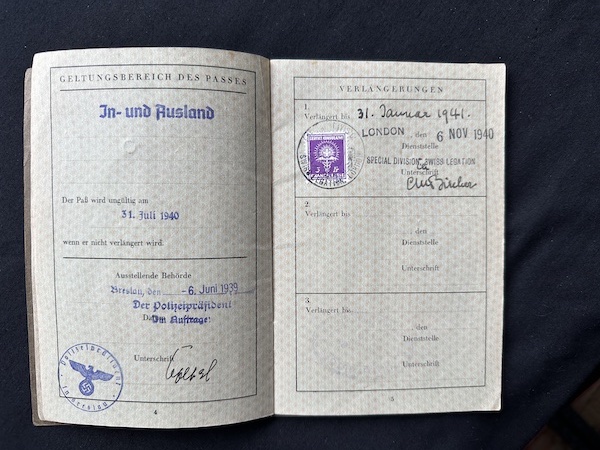 GELTUNGSBEREICH DES PASSES
In- und Ausland
Der Paß wird ungültig am
31. Juli 1940
wenn er nicht verlängert wird.
Ausstellende Behörde
Breslau, den -6. Juni 1939
Der Polizeipräsident
Im Auftrage:
Unterschrift
Polizeipräsident
in Breslau
4
VERLÄNGERUNGEN
1.
Verlängert bis 31. Januar 1941.
LONDON, den 6 NOV 1940
Dienststelle
SPECIAL DIVISION, SWISS LEGATION
Unterschrift
2.
Verlängert bis
, den
Dienststelle
Unterschrift
3.
Verlängert bis
den
Dienststelle
Unterschrift
5